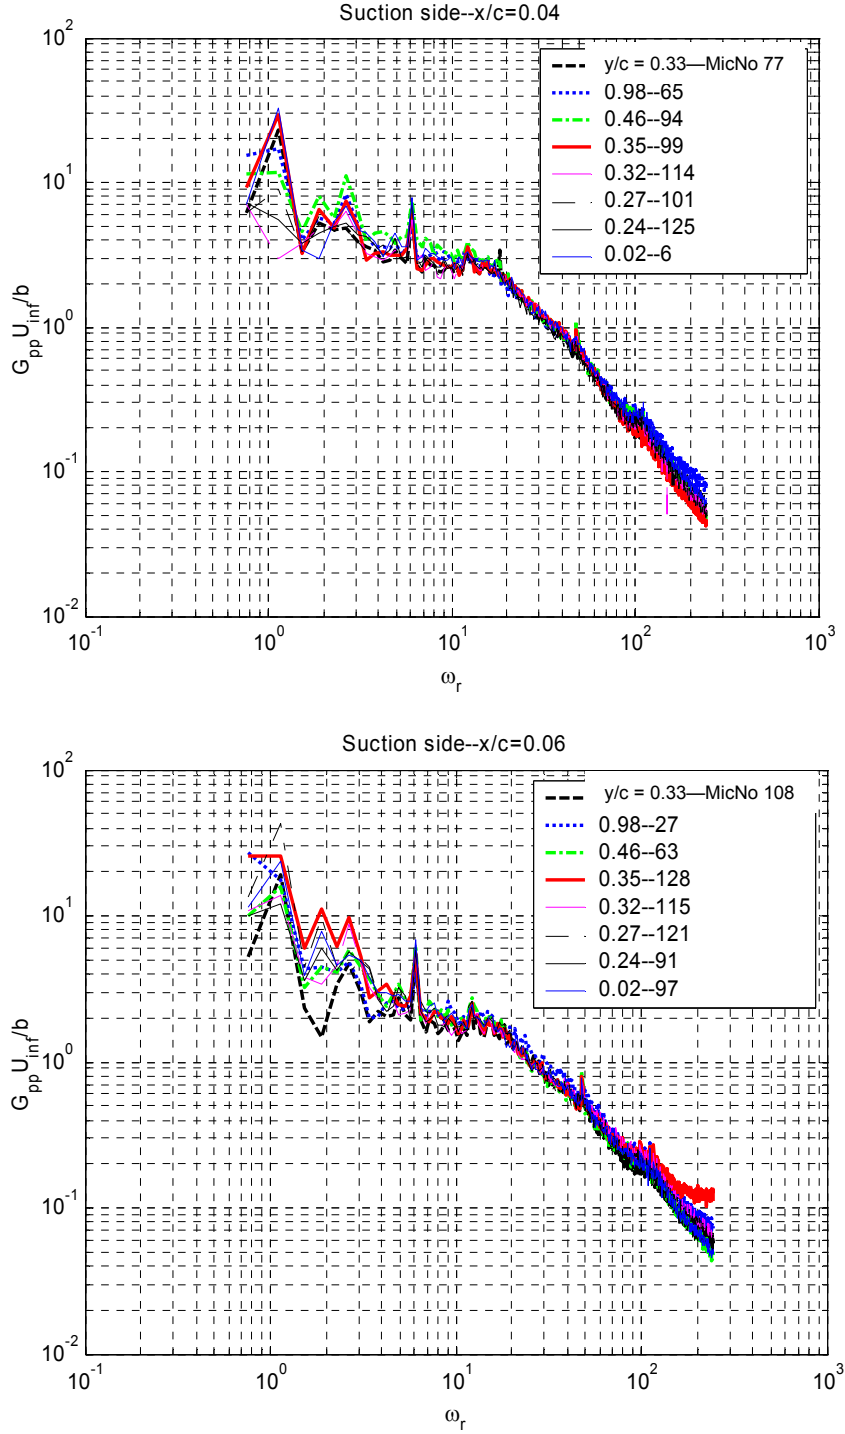 Suction side--x/c=0.04
10^2
10^1
10^0
10^-1
10^-2
G_pp U_inf/b
y/c = 0.33—MicNo 77
0.98--65
0.46--94
0.35--99
0.32--114
0.27--101
0.24--125
0.02--6
10^-1 10^0 10^1 10^2 10^3
ω_r
Suction side--x/c=0.06
10^2
10^1
10^0
10^-1
10^-2
G_pp U_inf/b
y/c = 0.33—MicNo 108
0.98--27
0.46--63
0.35--128
0.32--115
0.27--121
0.24--91
0.02--97
10^-1 10^0 10^1 10^2 10^3
ω_r